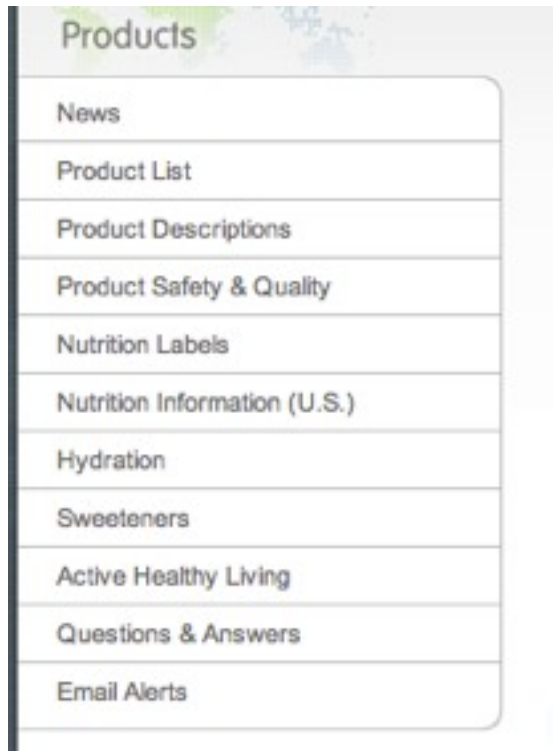 Products
News
Product List
Product Descriptions
Product Safety & Quality
Nutrition Labels
Nutrition Information (U.S.)
Hydration
Sweeteners
Active Healthy Living
Questions & Answers
Email Alerts